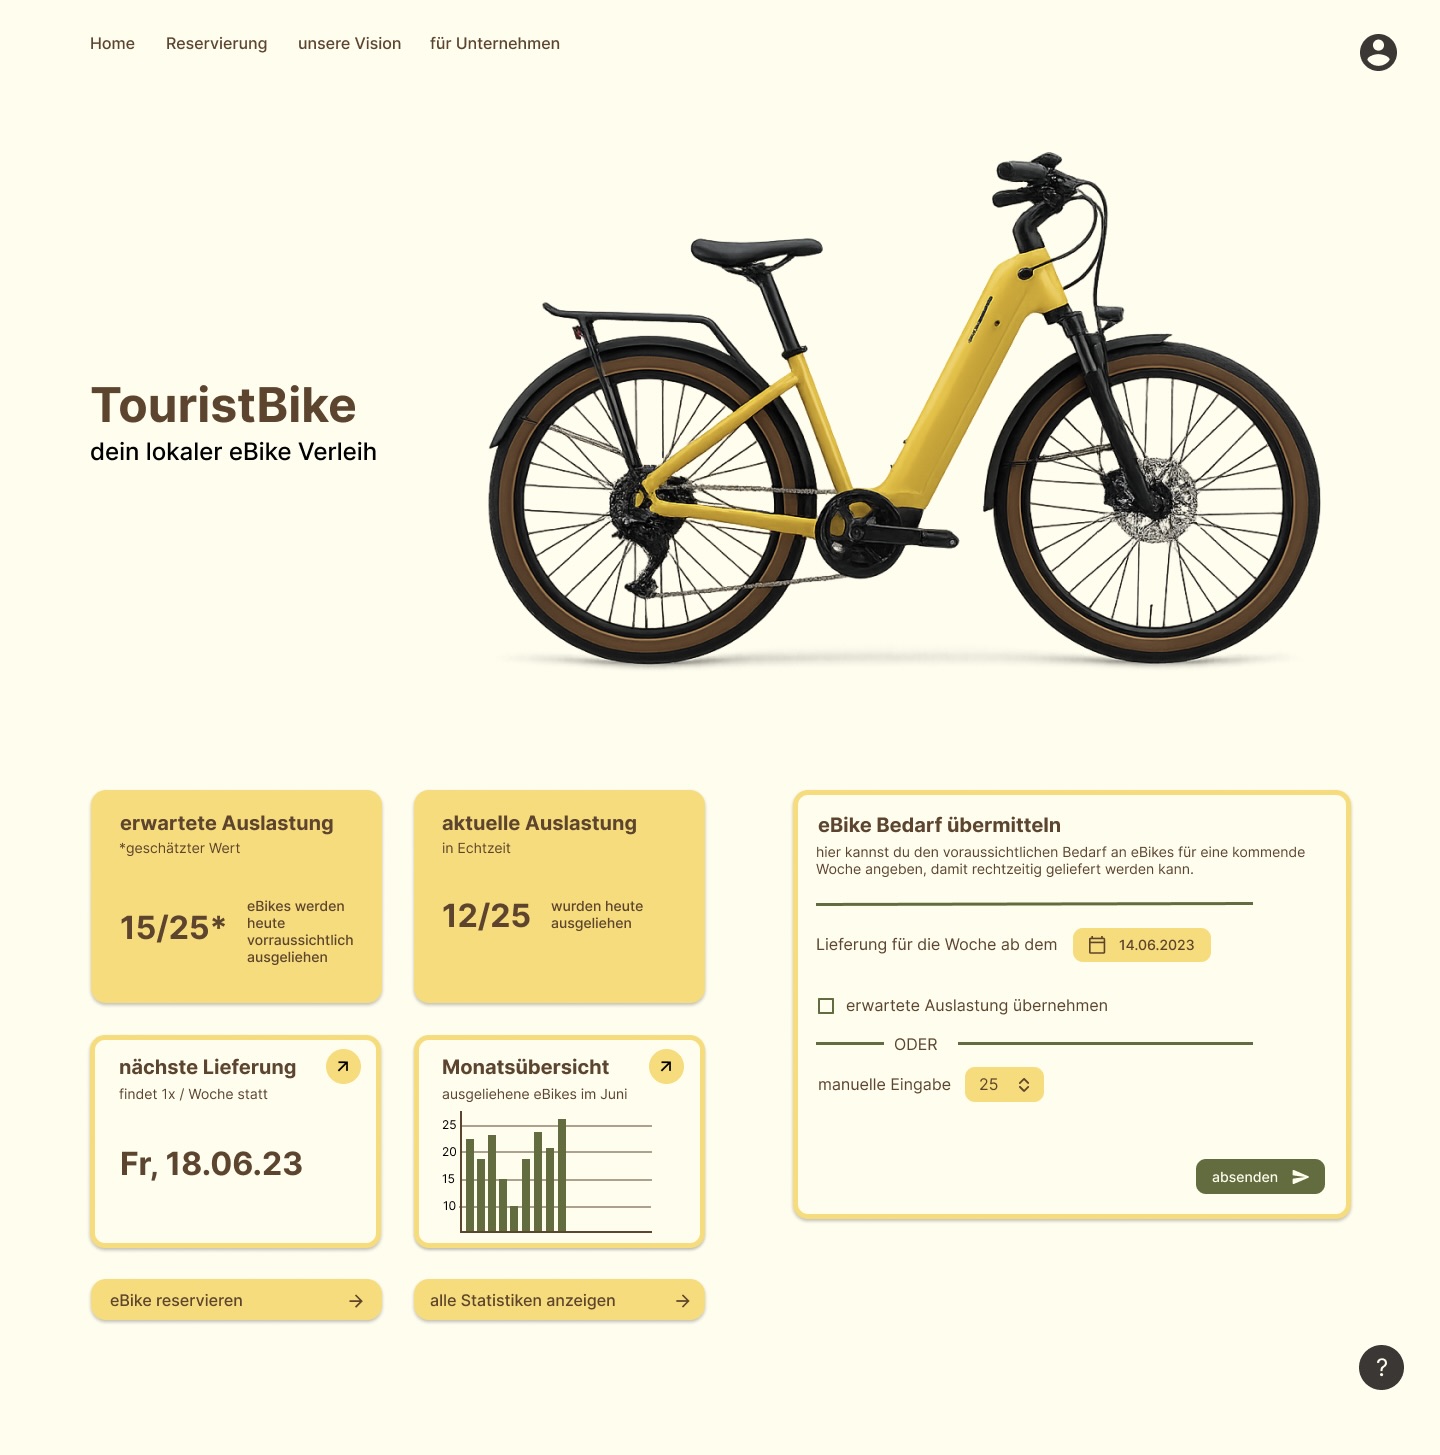 Home Reservierung unsere Vision für Unternehmen
TouristBike
dein lokaler eBike Verleih
erwartete Auslastung
*geschätzter Wert
15/25*
eBikes werden
heute
vorraussichtlich
ausgeliehen
aktuelle Auslastung
in Echtzeit
12/25
wurden heute
ausgeliehen
nächste Lieferung
findet 1x / Woche statt
Fr, 18.06.23
Monatsübersicht
ausgeliehene eBikes im Juni
25
20
15
10
eBike reservieren
alle Statistiken anzeigen
eBike Bedarf übermitteln
hier kannst du den voraussichtlichen Bedarf an eBikes für eine kommende
Woche angeben, damit rechtzeitig geliefert werden kann.
Lieferung für die Woche ab dem 14.06.2023
erwartete Auslastung übernehmen
ODER
manuelle Eingabe 25
absenden
?